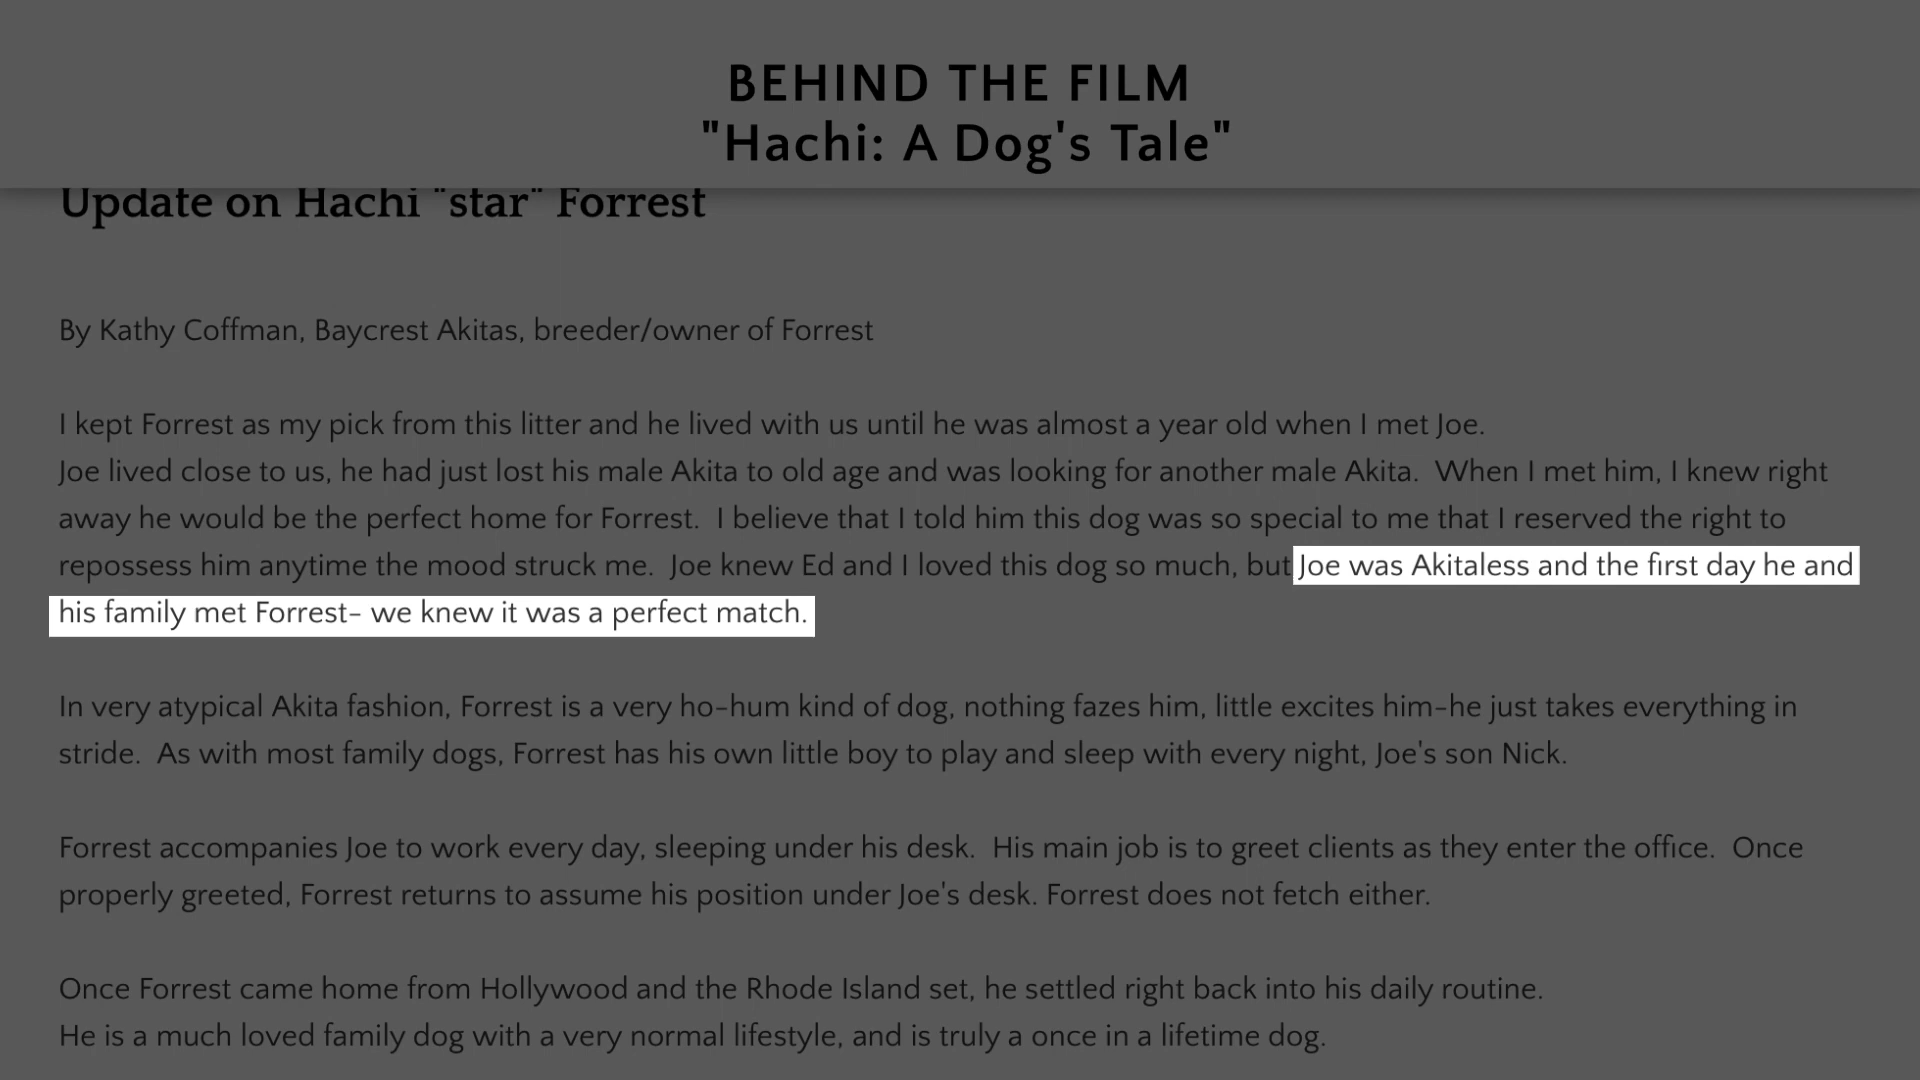 BEHIND THE FILM
"Hachi: A Dog's Tale"
Update on Hachi "star" Forrest
By Kathy Coffman, Baycrest Akitas, breeder/owner of Forrest
I kept Forrest as my pick from this litter and he lived with us until he was almost a year old when I met Joe.
Joe lived close to us, he had just lost his male Akita to old age and was looking for another male Akita.  When I met him, I knew right
away he would be the perfect home for Forrest.  I believe that I told him this dog was so special to me that I reserved the right to
repossess him anytime the mood struck me.  Joe knew Ed and I loved this dog so much, but Joe was Akitaless and the first day he and
his family met Forrest- we knew it was a perfect match.
In very atypical Akita fashion, Forrest is a very ho-hum kind of dog, nothing fazes him, little excites him-he just takes everything in
stride.  As with most family dogs, Forrest has his own little boy to play and sleep with every night, Joe's son Nick.
Forrest accompanies Joe to work every day, sleeping under his desk.  His main job is to greet clients as they enter the office.  Once
properly greeted, Forrest returns to assume his position under Joe's desk. Forrest does not fetch either.
Once Forrest came home from Hollywood and the Rhode Island set, he settled right back into his daily routine.
He is a much loved family dog with a very normal lifestyle, and is truly a once in a lifetime dog.